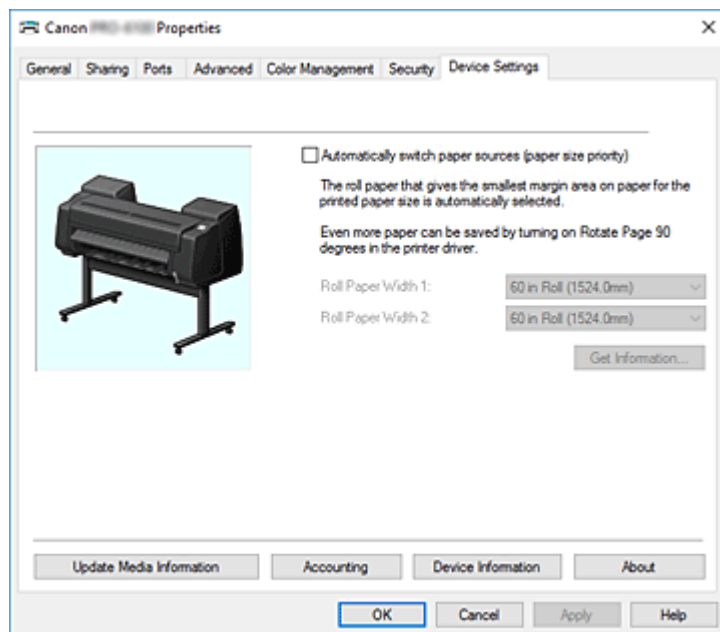 Canon Properties
General Sharing Ports Advanced Color Management Security Device Settings
Automatically switch paper sources (paper size priority)
The roll paper that gives the smallest margin area on paper for the
printed paper size is automatically selected.
Even more paper can be saved by turning on Rotate Page 90
degrees in the printer driver.
Roll Paper Width 1: 60 in Roll (1524.0mm)
Roll Paper Width 2: 60 in Roll (1524.0mm)
Get Information...
Update Media Information Accounting Device Information About
OK Cancel Apply Help